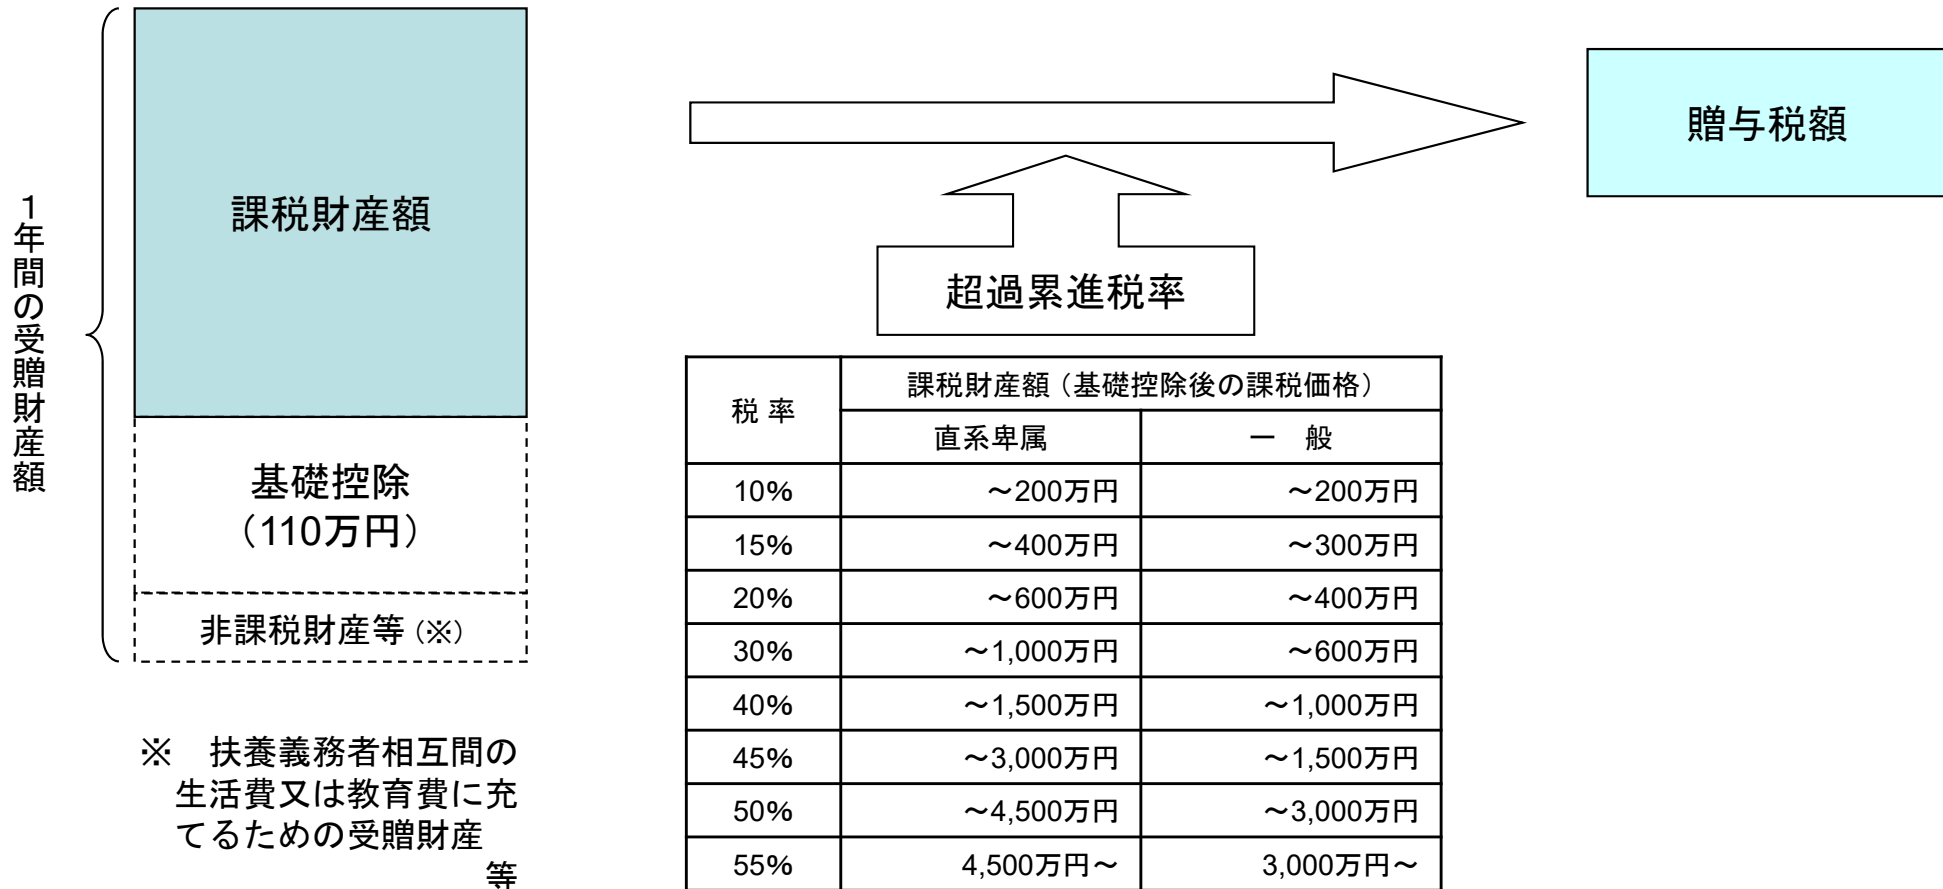 1年間の受贈財産額
課税財産額
基礎控除
（110万円）
非課税財産等（※）
※　扶養義務者相互間の
生活費又は教育費に充
てるための受贈財産
等
贈与税額
超過累進税率
税 率
課税財産額（基礎控除後の課税価格）
直系卑属 一　般
10% ～200万円 ～200万円
15% ～400万円 ～300万円
20% ～600万円 ～400万円
30% ～1,000万円 ～600万円
40% ～1,500万円 ～1,000万円
45% ～3,000万円 ～1,500万円
50% ～4,500万円 ～3,000万円
55% 4,500万円～ 3,000万円～